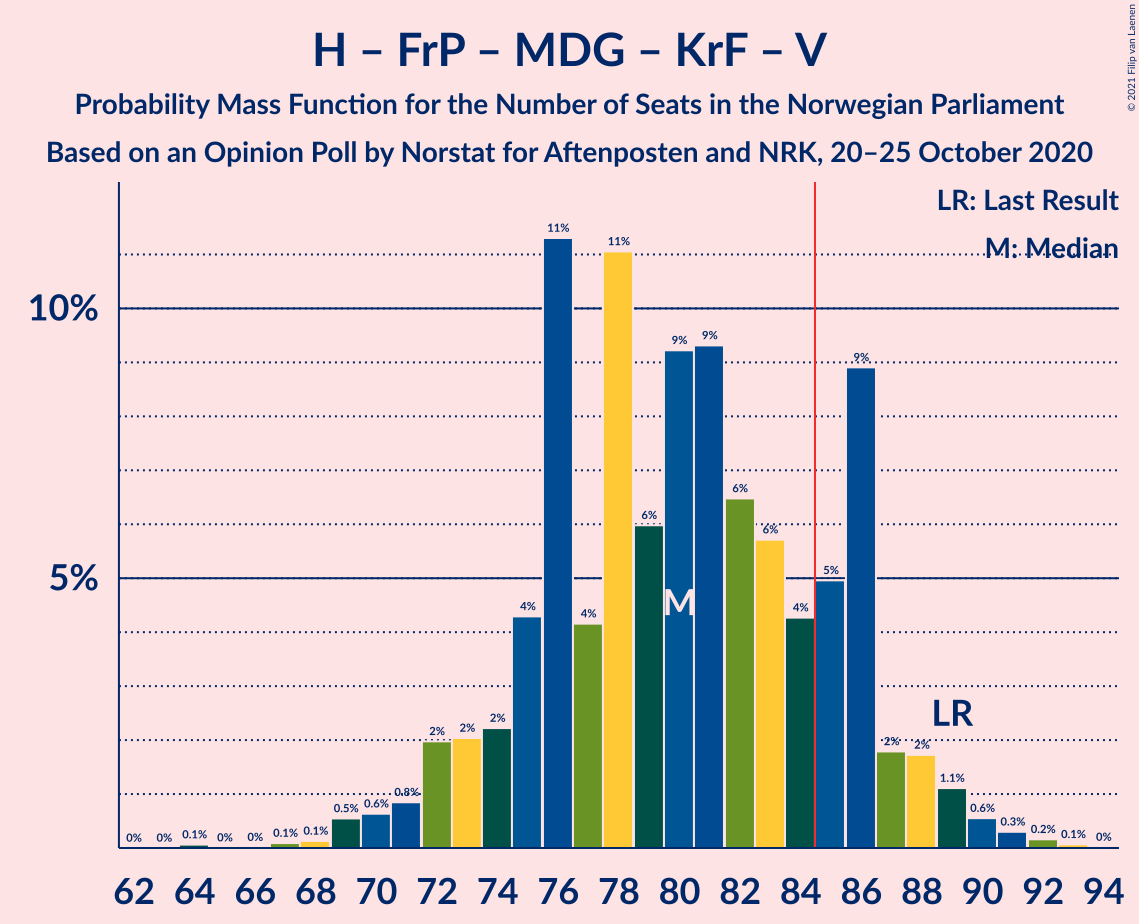 © 2021 Filip van Laenen
H – FrP – MDG – KrF – V
Probability Mass Function for the Number of Seats in the Norwegian Parliament
Based on an Opinion Poll by Norstat for Aftenposten and NRK, 20–25 October 2020
LR: Last Result
M: Median
10%
5%
0% 0% 0.1% 0% 0% 0.1% 0.1% 0.5% 0.6% 0.8% 2% 2% 2% 4% 11% 4% 11% 6% 9% 9% 6% 6% 4% 5% 9% 2% 2% 1.1% 0.6% 0.3% 0.2% 0.1% 0%
M
LR
62 64 66 68 70 72 74 76 78 80 82 84 86 88 90 92 94